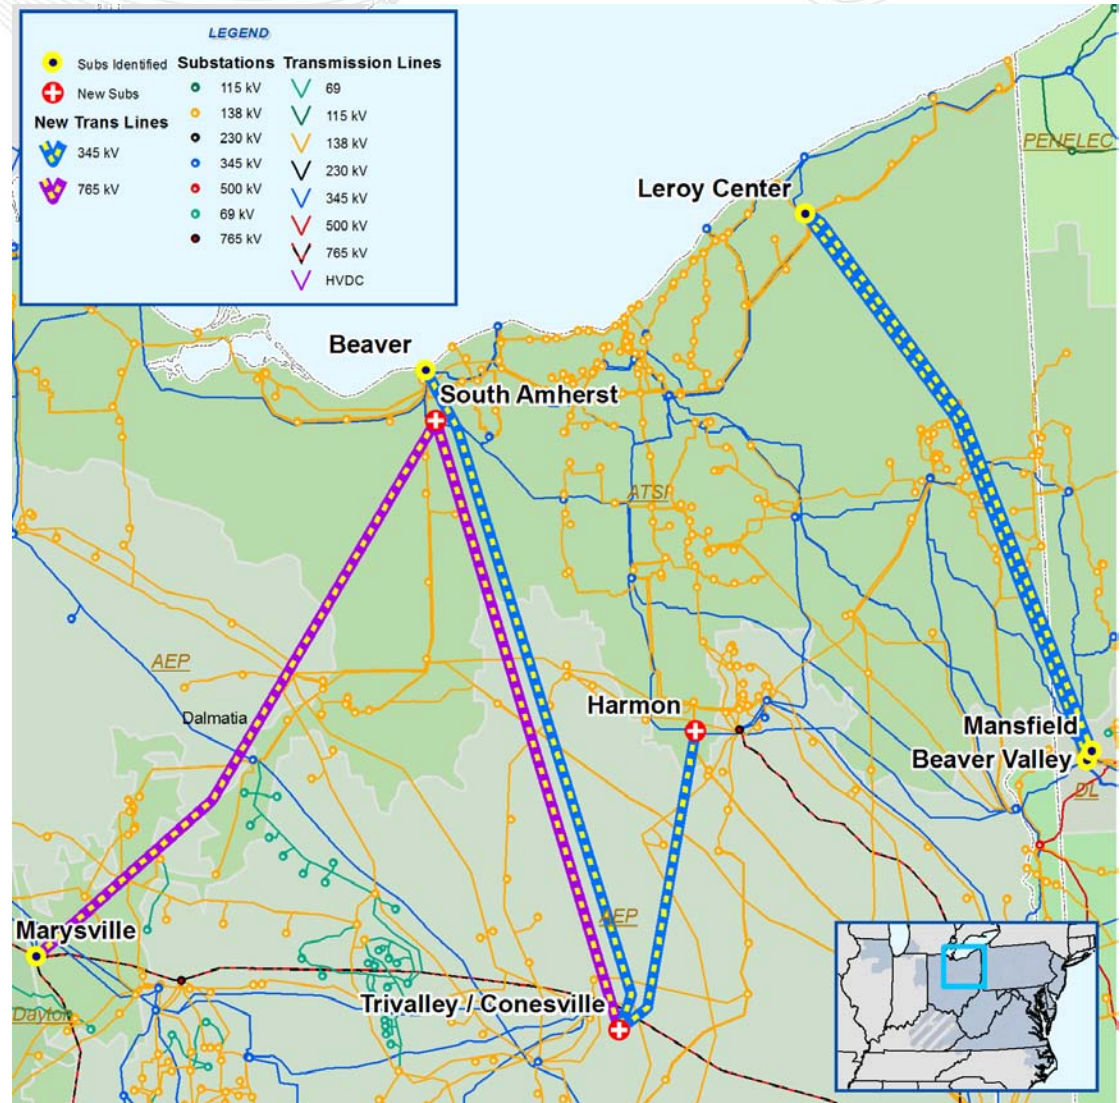 LEGEND
Subs Identified
New Subs
New Trans Lines
345 kV
765 kV
Substations
115 kV
138 kV
230 kV
345 kV
500 kV
69 kV
765 kV
Transmission Lines
69
115 kV
138 kV
230 kV
345 kV
500 kV
765 kV
HVDC
PENELEC
Leroy Center
Beaver
South Amherst
ATSI
AEP
Dalmatia
Harmon
Mansfield
Beaver Valley
DL
AEP
Marysville
Trivalley / Conesville
Dayton